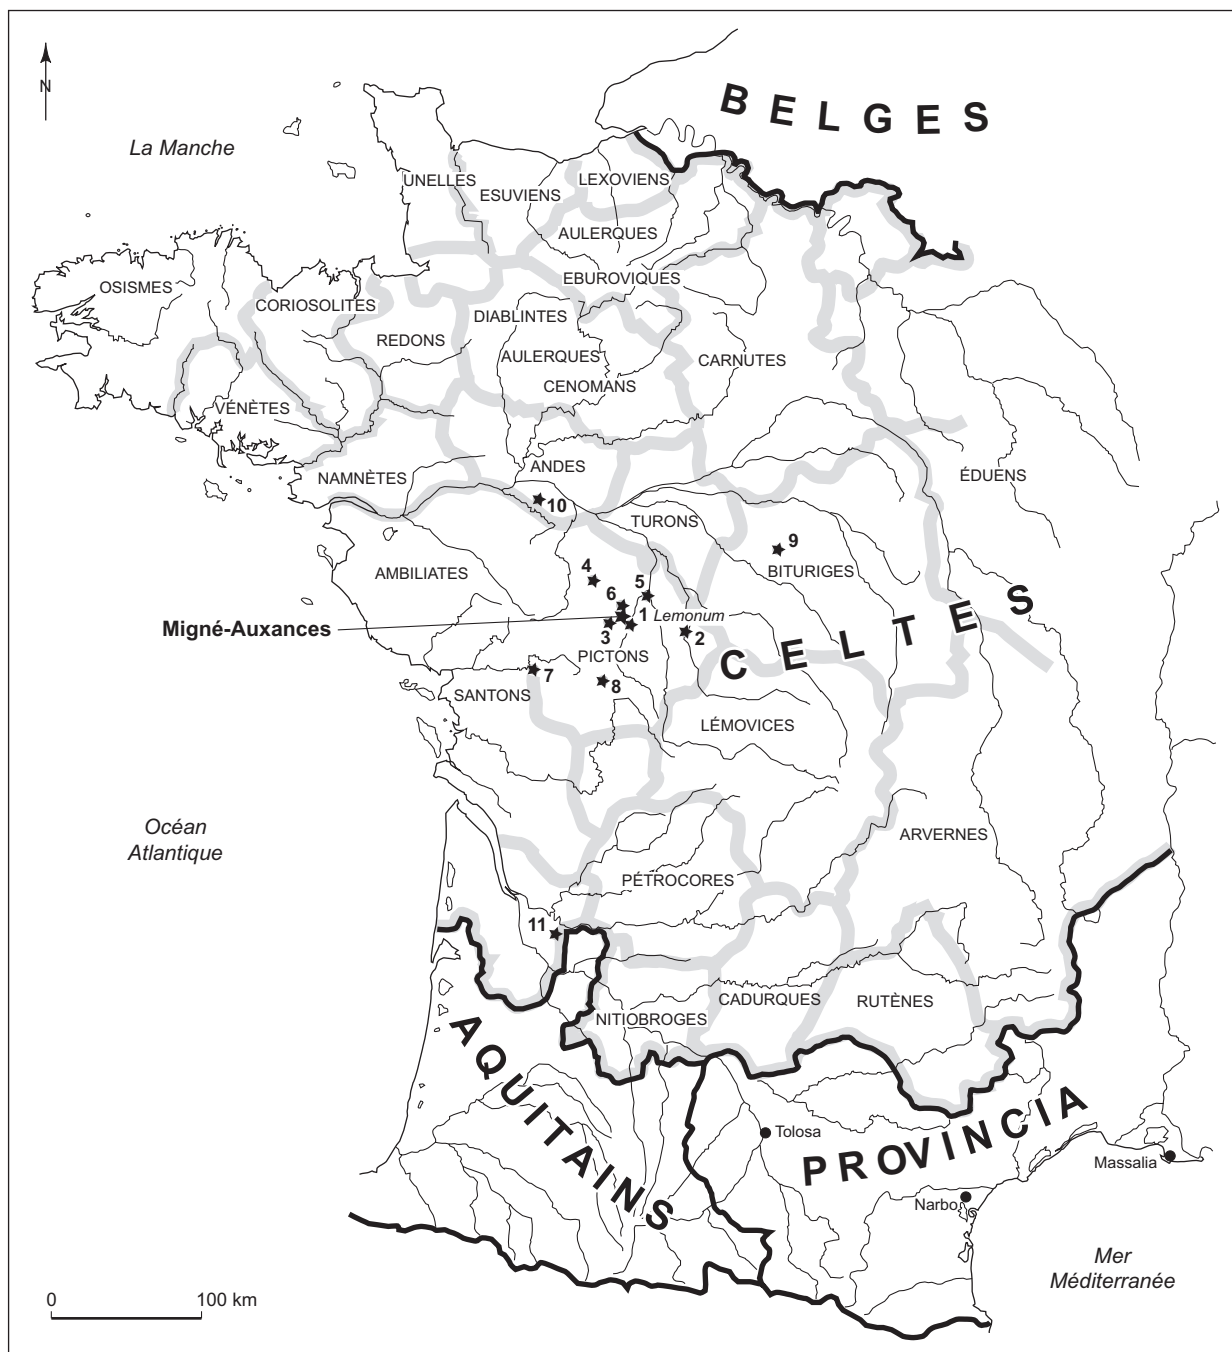 N
BELGES
La Manche
UNELLES
ESUVIENS
LEXOVIENS
AULERQUES
EBUROVIQUES
OSISMES
CORIOSOLITES
DIABLINTES
REDONS
AULERQUES
CENOMANS
CARNUTES
VÉNÈTES
NAMNÈTES
ANDES
ÉDUENS
10
TURONS
9
BITURIGES
AMBILIATES
4
5
6
CELTES
Migné-Auxances
1
Lemonum
3
2
PICTONS
7
8
SANTONS
LÉMOVICES
Océan
Atlantique
ARVERNES
PÉTROCORES
11
CADURQUES
RUTÈNES
NITIOBROGES
AQUITAINS
PROVINCIA
Tolosa
Massalia
Narbo
Mer
Méditerranée
0 100 km